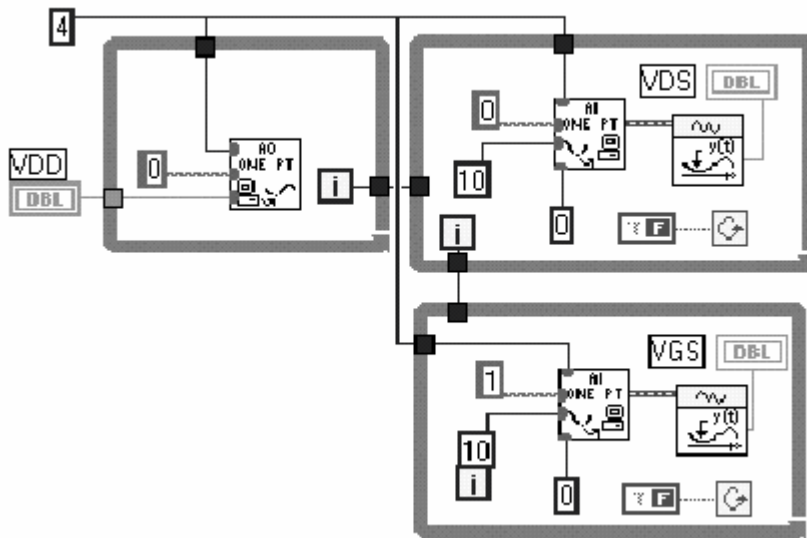 4
VDD
DBL
0
AO
ONE PT
i
VDS
DBL
0
AI
ONE PT
10
0
y(t)
F
i
VGS
DBL
1
AI
ONE PT
10
i
0
y(t)
F